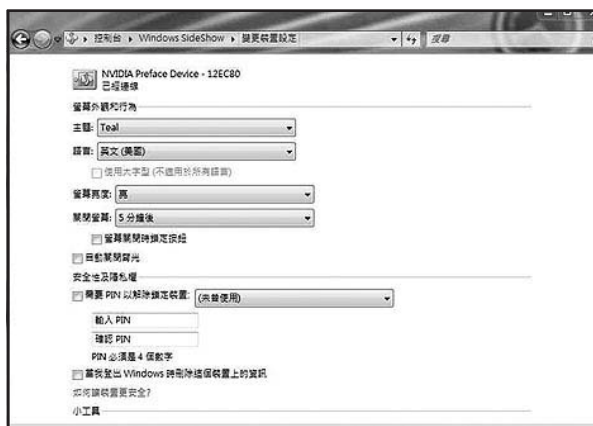 控制台 ▸ Windows SideShow ▸ 變更裝置設定
搜尋
NVIDIA Preface Device - 12EC80
已經連線
螢幕外觀和行為
主題: Teal
語言: 英文 (美國)
使用大字型 (不適用於所有語言)
螢幕亮度: 亮
關閉螢幕: 5 分鐘後
螢幕關閉時鎖定按鈕
自動關閉背光
安全性及隱私權
需要 PIN 以解除鎖定裝置: (未曾使用)
輸入 PIN
確認 PIN
PIN 必須是 4 個數字
當我登出 Windows 時刪除這個裝置上的資訊
如何讓裝置更安全?
小工具